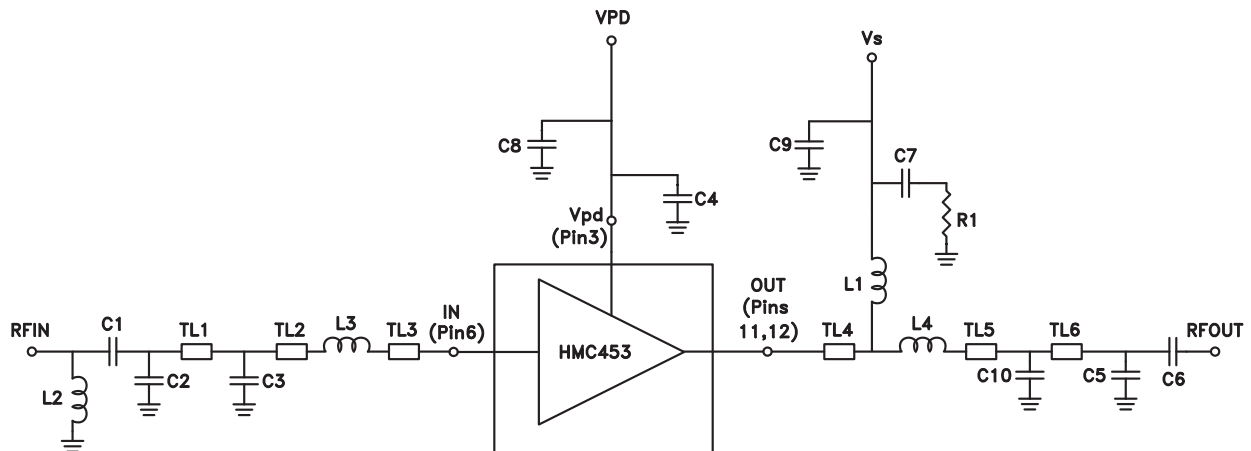 VPD
Vs
C8
C9
C7
C4
R1
Vpd
(Pin3)
L1
OUT
(Pins
11,12)
RFIN
C1
TL1
TL2
L3
TL3
IN
(Pin6)
HMC453
TL4
L4
TL5
TL6
RFOUT
L2
C2
C3
C10
C5
C6